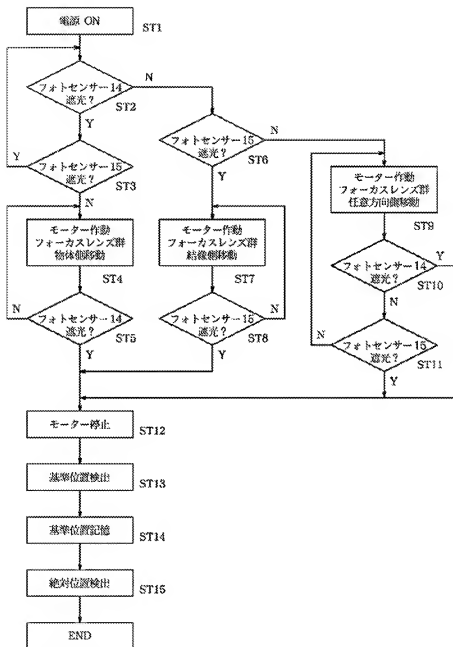 電源 ON
ST1
フォトセンサー14
遮光?
ST2
N
Y
フォトセンサー15
遮光?
ST3
Y
N
モーター作動
フォーカスレンズ群
物体側移動
ST4
フォトセンサー14
遮光?
ST5
N
Y
フォトセンサー15
遮光?
ST6
N
Y
モーター作動
フォーカスレンズ群
結像側移動
ST7
フォトセンサー15
遮光?
ST8
N
Y
モーター作動
フォーカスレンズ群
任意方向側移動
ST9
フォトセンサー14
遮光?
ST10
Y
N
フォトセンサー15
遮光?
ST11
N
Y
モーター停止
ST12
基準位置検出
ST13
基準位置記憶
ST14
絶対位置検出
ST15
END